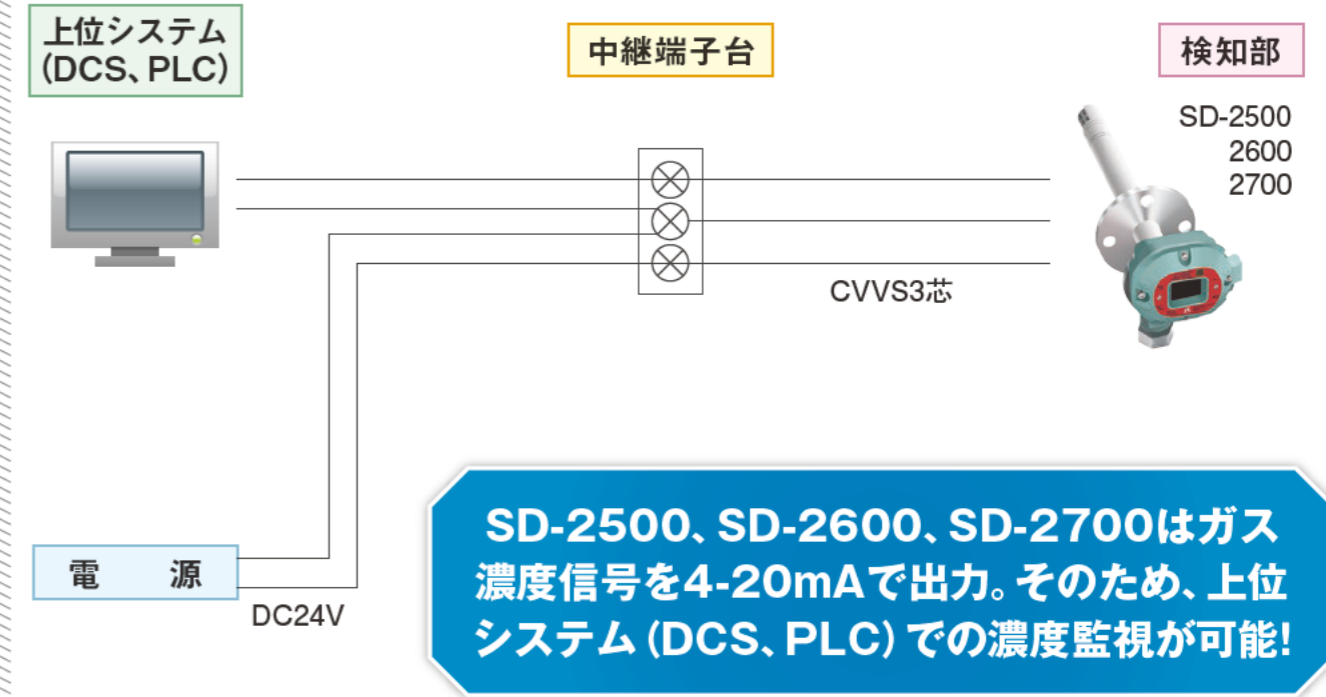 上位システム
(DCS、PLC)
中継端子台
検知部
SD-2500
2600
2700
CVVS3芯
電　源
DC24V
SD-2500、SD-2600、SD-2700はガス
濃度信号を4-20mAで出力。そのため、上位
システム(DCS、PLC)での濃度監視が可能!